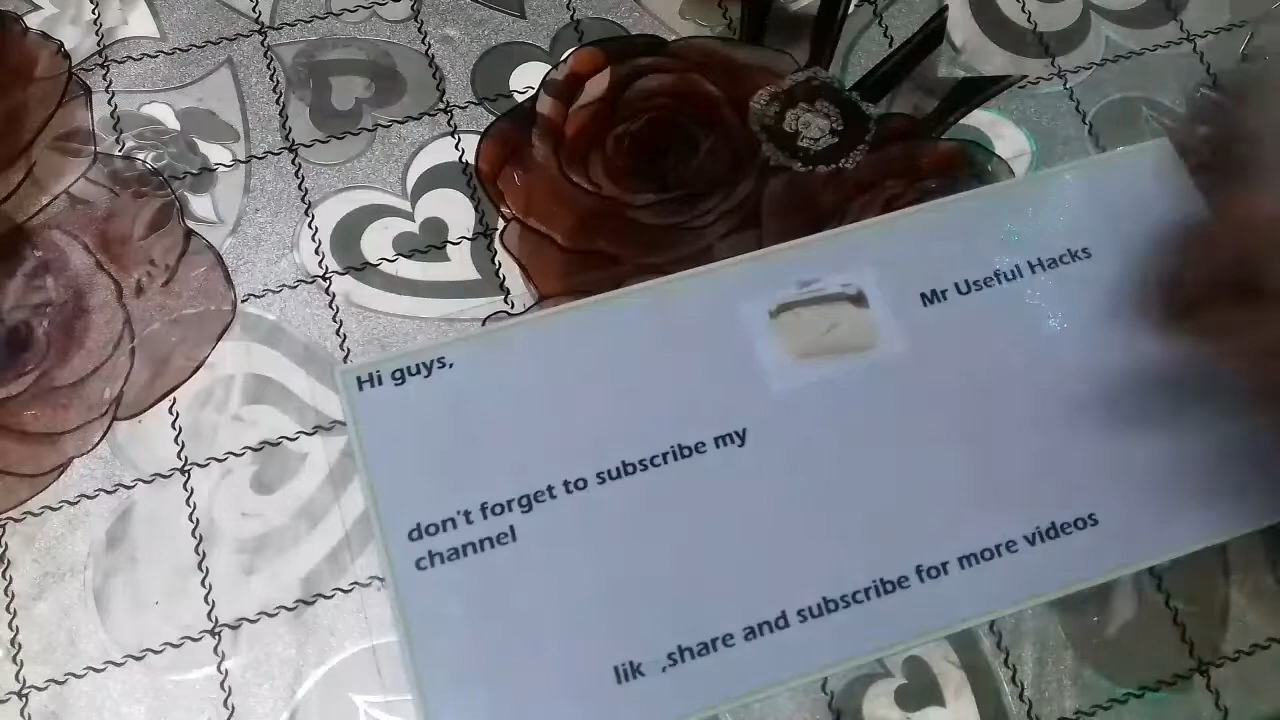 Mr Useful Hacks
Hi guys,
don't forget to subscribe my
channel
lik ,share and subscribe for more videos